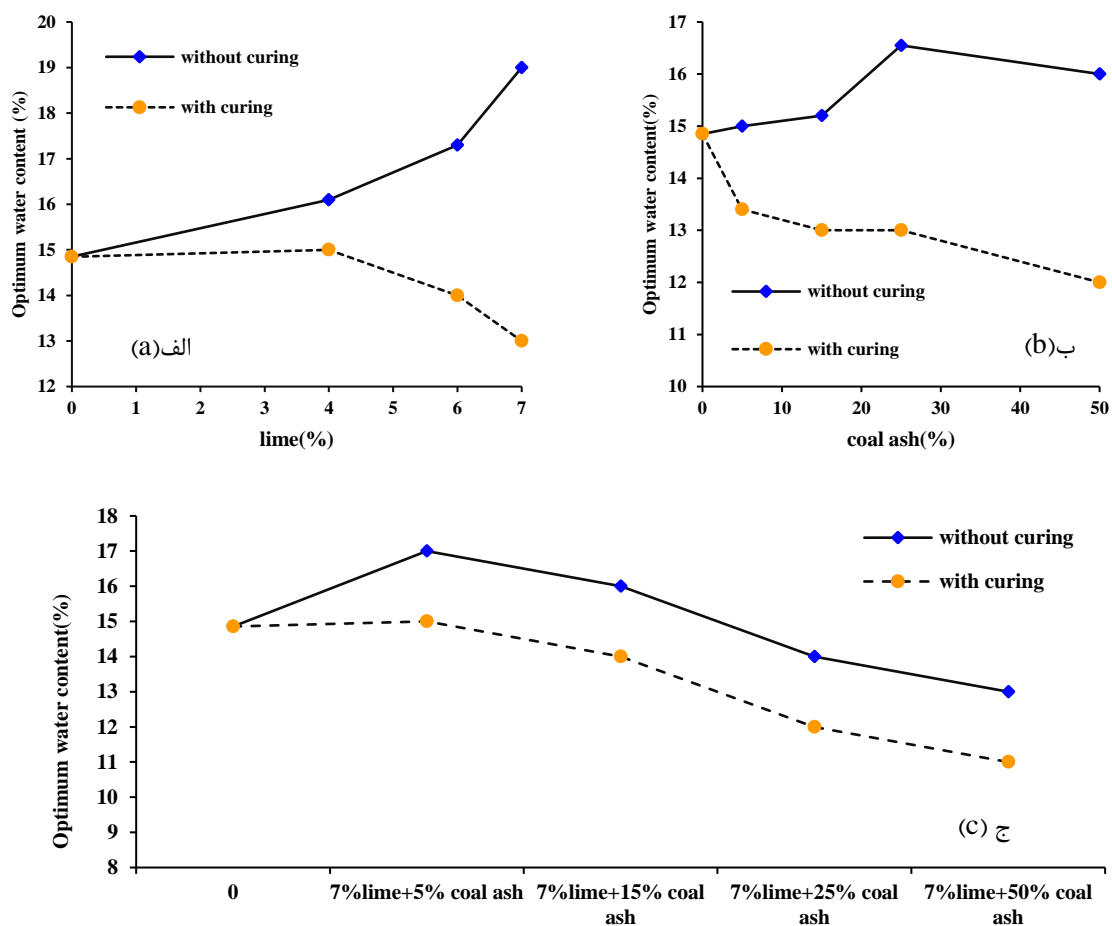 20
19
18
17
16
15
14
13
12
Optimum water content (%)
without curing
with curing
الف(a)
0 1 2 3 4 5 6 7
lime(%)
17
16
15
14
13
12
11
10
Optimum water content(%)
without curing
with curing
ب(b)
0 10 20 30 40 50
coal ash(%)
18
17
16
15
14
13
12
11
10
9
8
Optimum water content(%)
without curing
with curing
ج (c)
0
7%lime+5% coal ash
7%lime+15% coal
ash
7%lime+25% coal
ash
7%lime+50% coal
ash